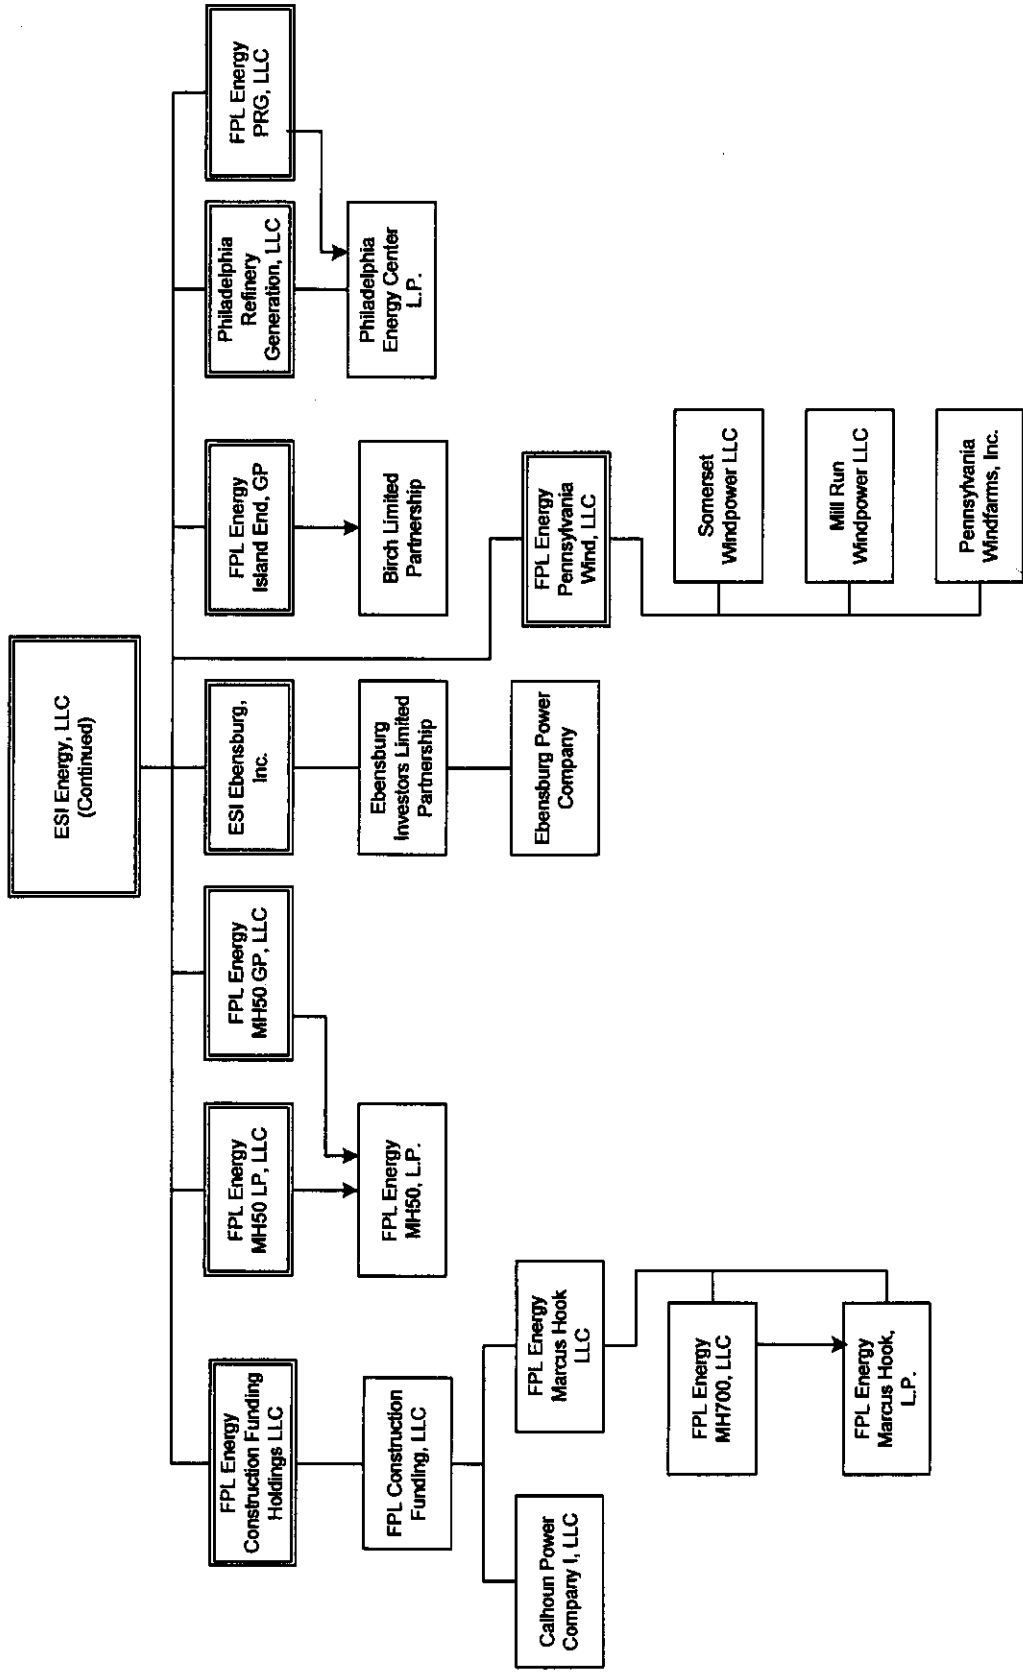 ESI Energy, LLC
(Continued)
FPL Energy
Construction Funding
Holdings LLC
FPL Energy
MH50 LP, LLC
FPL Energy
MH50 GP, LLC
ESI Ebensburg,
Inc.
FPL Energy
Island End, GP
Philadelphia
Refinery
Generation, LLC
FPL Energy
PRG, LLC
FPL Construction
Funding, LLC
FPL Energy
MH50, L.P.
Ebensburg
Investors Limited
Partnership
Birch Limited
Partnership
Philadelphia
Energy Center
L.P.
Calhoun Power
Company I, LLC
FPL Energy
Marcus Hook
LLC
Ebensburg Power
Company
FPL Energy
Pennsylvania
Wind, LLC
FPL Energy
MH700, LLC
Somerset
Windpower LLC
Mill Run
Windpower LLC
FPL Energy
Marcus Hook,
L.P.
Pennsylvania
Windfarms, Inc.